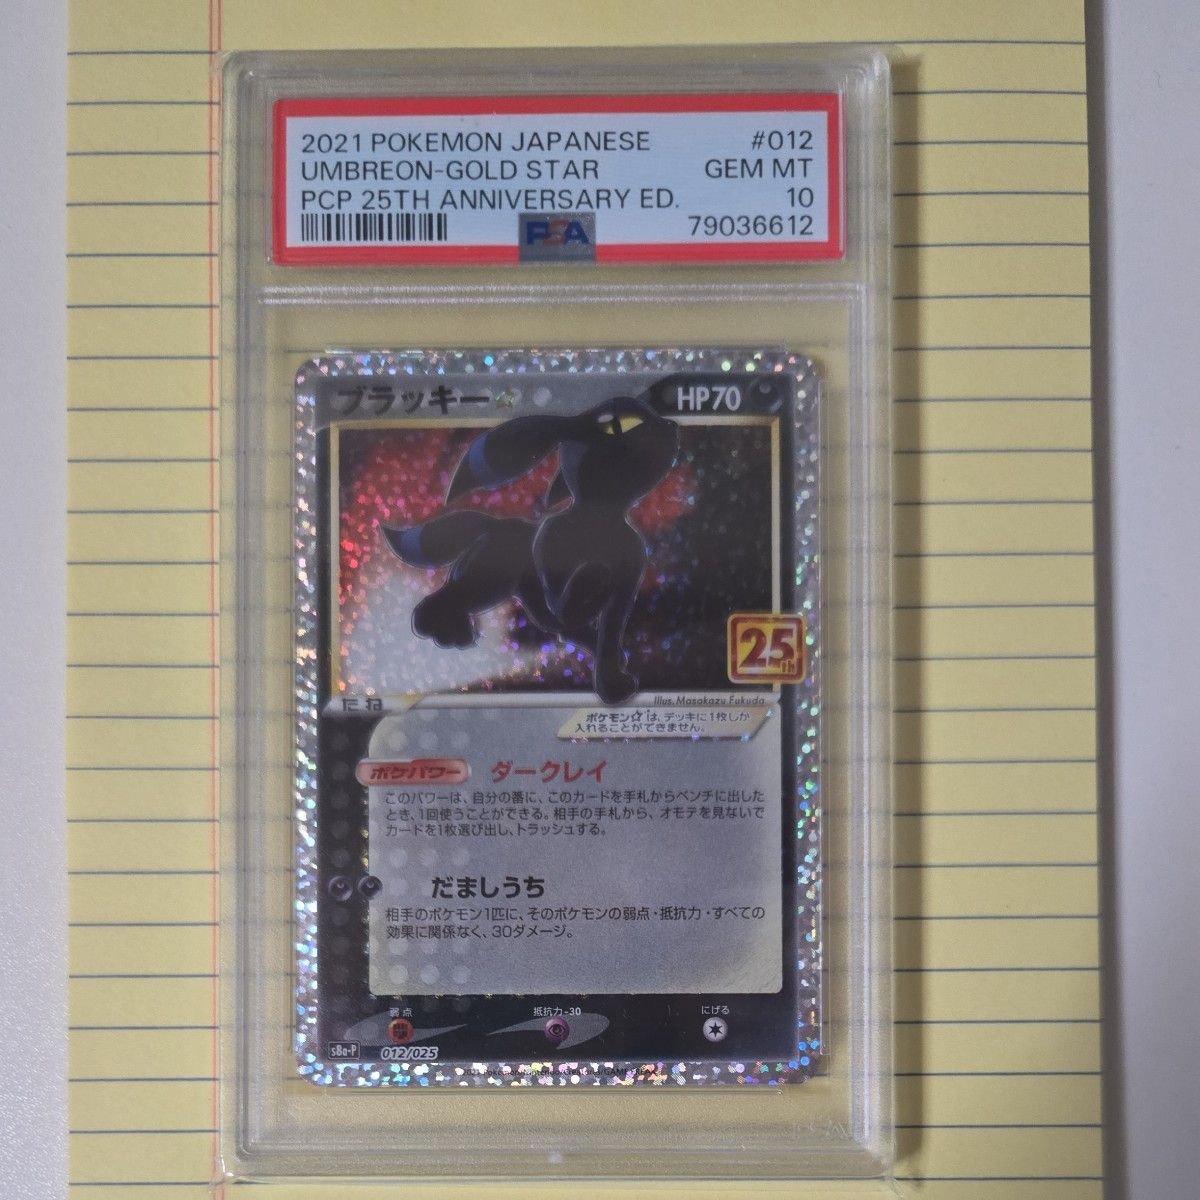 2021 POKEMON JAPANESE #012
UMBREON-GOLD STAR GEM MT
PCP 25TH ANNIVERSARY ED. 10
PSA 79036612
ブラッキー☆ HP70
25th
たね
Illus. Masakazu Fukuda
ポケモン☆は、デッキに1枚しか
入れることができません。
ポケパワー ダークレイ
このパワーは、自分の番に、このカードを手札からベンチに出した
とき、1回使うことができる。相手の手札から、オモテを見ないで
カードを1枚選び出し、トラッシュする。
だましうち
相手のポケモン1匹に、そのポケモンの弱点・抵抗力・すべての
効果に関係なく、30ダメージ。
弱点 抵抗力-30 にげる
s8a-P 012/025